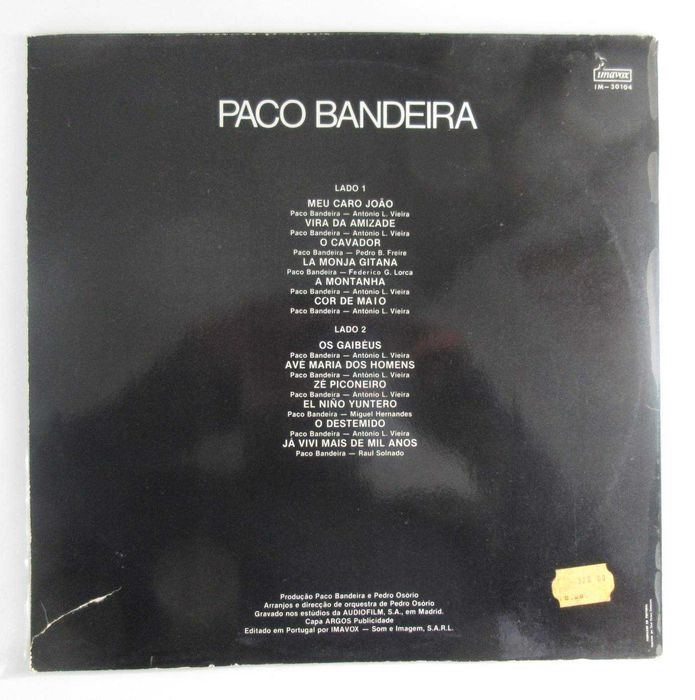 imavox
IM-30104
PACO BANDEIRA
LADO 1
MEU CARO JOÃO
Paco Bandeira — António L. Vieira
VIRA DA AMIZADE
Paco Bandeira — António L. Vieira
O CAVADOR
Paco Bandeira — Pedro B. Freire
LA MONJA GITANA
Paco Bandeira — Federico G. Lorca
A MONTANHA
Paco Bandeira — António L. Vieira
COR DE MAIO
Paco Bandeira — António L. Vieira
LADO 2
OS GAIBÉUS
Paco Bandeira — António L. Vieira
AVÉ MARIA DOS HOMENS
Paco Bandeira — António L. Vieira
ZÉ PICONEIRO
Paco Bandeira — António L. Vieira
EL NIÑO YUNTERO
Paco Bandeira — Miguel Hernandes
O DESTEMIDO
Paco Bandeira — António L. Vieira
JÁ VIVI MAIS DE MIL ANOS
Paco Bandeira — Raul Solnado
Produção Paco Bandeira e Pedro Osório
Arranjos e direcção de orquestra de Pedro Osório
Gravado nos estúdios da AUDIOFILM, S.A., em Madrid.
Capa ARGOS Publicidade
Editado em Portugal por IMAVOX — Som e Imagem, S.A.R.L.